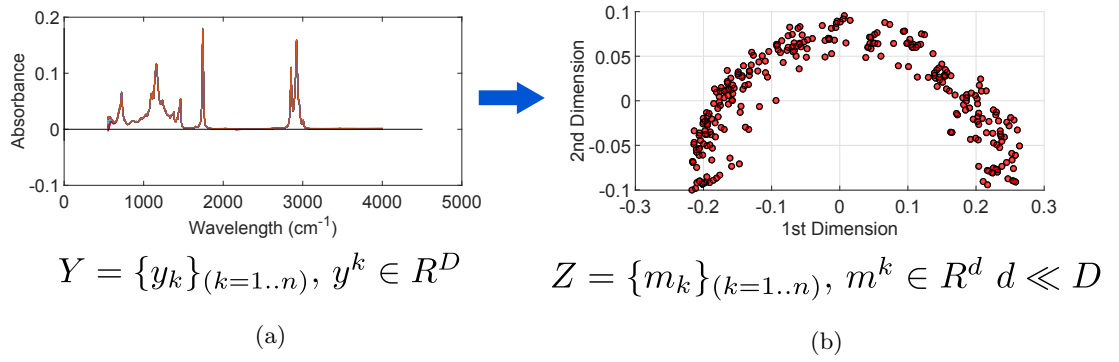 0.2
0.1
0
-0.1
Absorbance
0 1000 2000 3000 4000 5000
Wavelength (cm⁻¹)
Y = {y_k}_(k=1..n), y^k ∈ R^D
(a)
0.1
0.05
0
-0.05
-0.1
2nd Dimension
-0.3 -0.2 -0.1 0 0.1 0.2 0.3
1st Dimension
Z = {m_k}_(k=1..n), m^k ∈ R^d d ≪ D
(b)